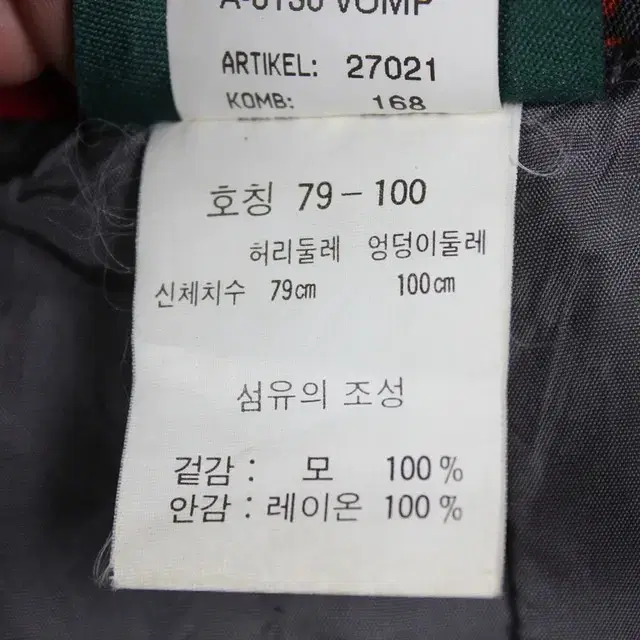 A-6130 VOMP
ARTIKEL: 27021
KOMB: 168
호칭 79-100
허리둘레 엉덩이둘레
신체치수 79㎝ 100㎝
섬유의 조성
겉감 : 모 100%
안감 : 레이온 100%